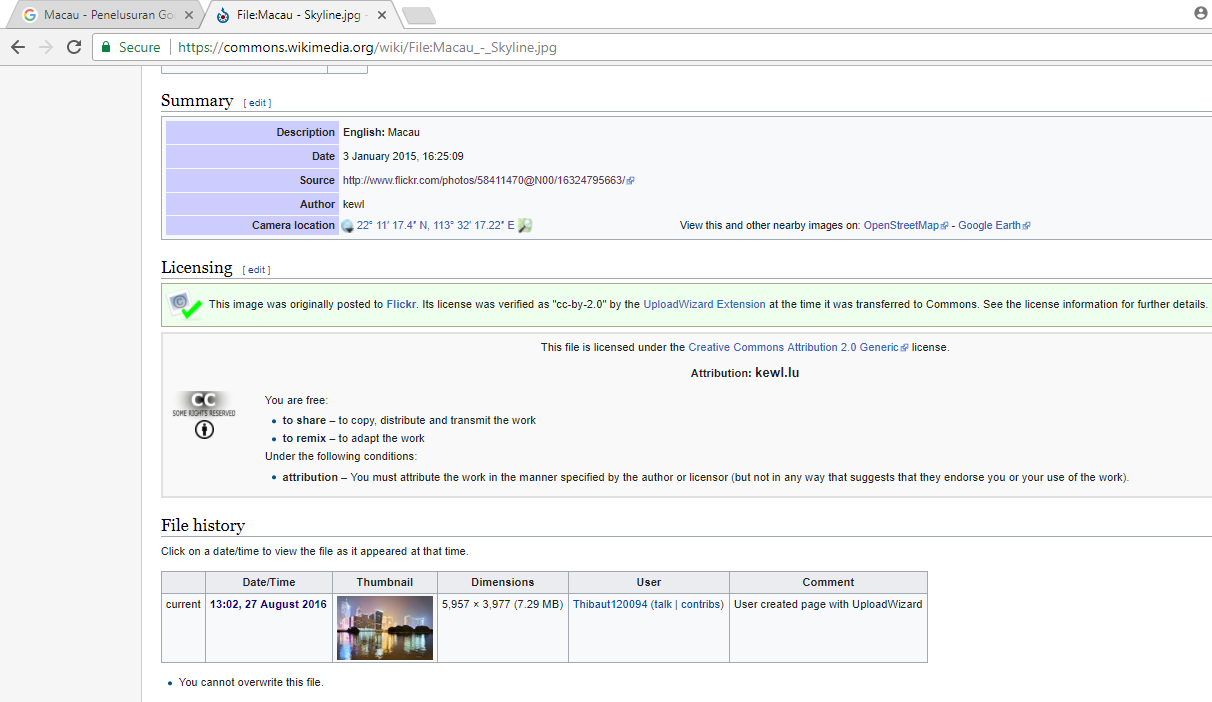 Macau - Penelusuran Go
File:Macau - Skyline.jpg -
Secure https://commons.wikimedia.org/wiki/File:Macau_-_Skyline.jpg
Summary [ edit ]
Description English: Macau
Date 3 January 2015, 16:25:09
Source http://www.flickr.com/photos/58411470@N00/16324795663/
Author kewl
Camera location 22° 11′ 17.4″ N, 113° 32′ 17.22″ E View this and other nearby images on: OpenStreetMap - Google Earth
Licensing [ edit ]
This image was originally posted to Flickr. Its license was verified as "cc-by-2.0" by the UploadWizard Extension at the time it was transferred to Commons. See the license information for further details.
This file is licensed under the Creative Commons Attribution 2.0 Generic license.
Attribution: kewl.lu
CC
SOME RIGHTS RESERVED
You are free:
• to share – to copy, distribute and transmit the work
• to remix – to adapt the work
Under the following conditions:
• attribution – You must attribute the work in the manner specified by the author or licensor (but not in any way that suggests that they endorse you or your use of the work).
File history
Click on a date/time to view the file as it appeared at that time.
Date/Time Thumbnail Dimensions User Comment
current 13:02, 27 August 2016 5,957 × 3,977 (7.29 MB) Thibaut120094 (talk | contribs) User created page with UploadWizard
• You cannot overwrite this file.